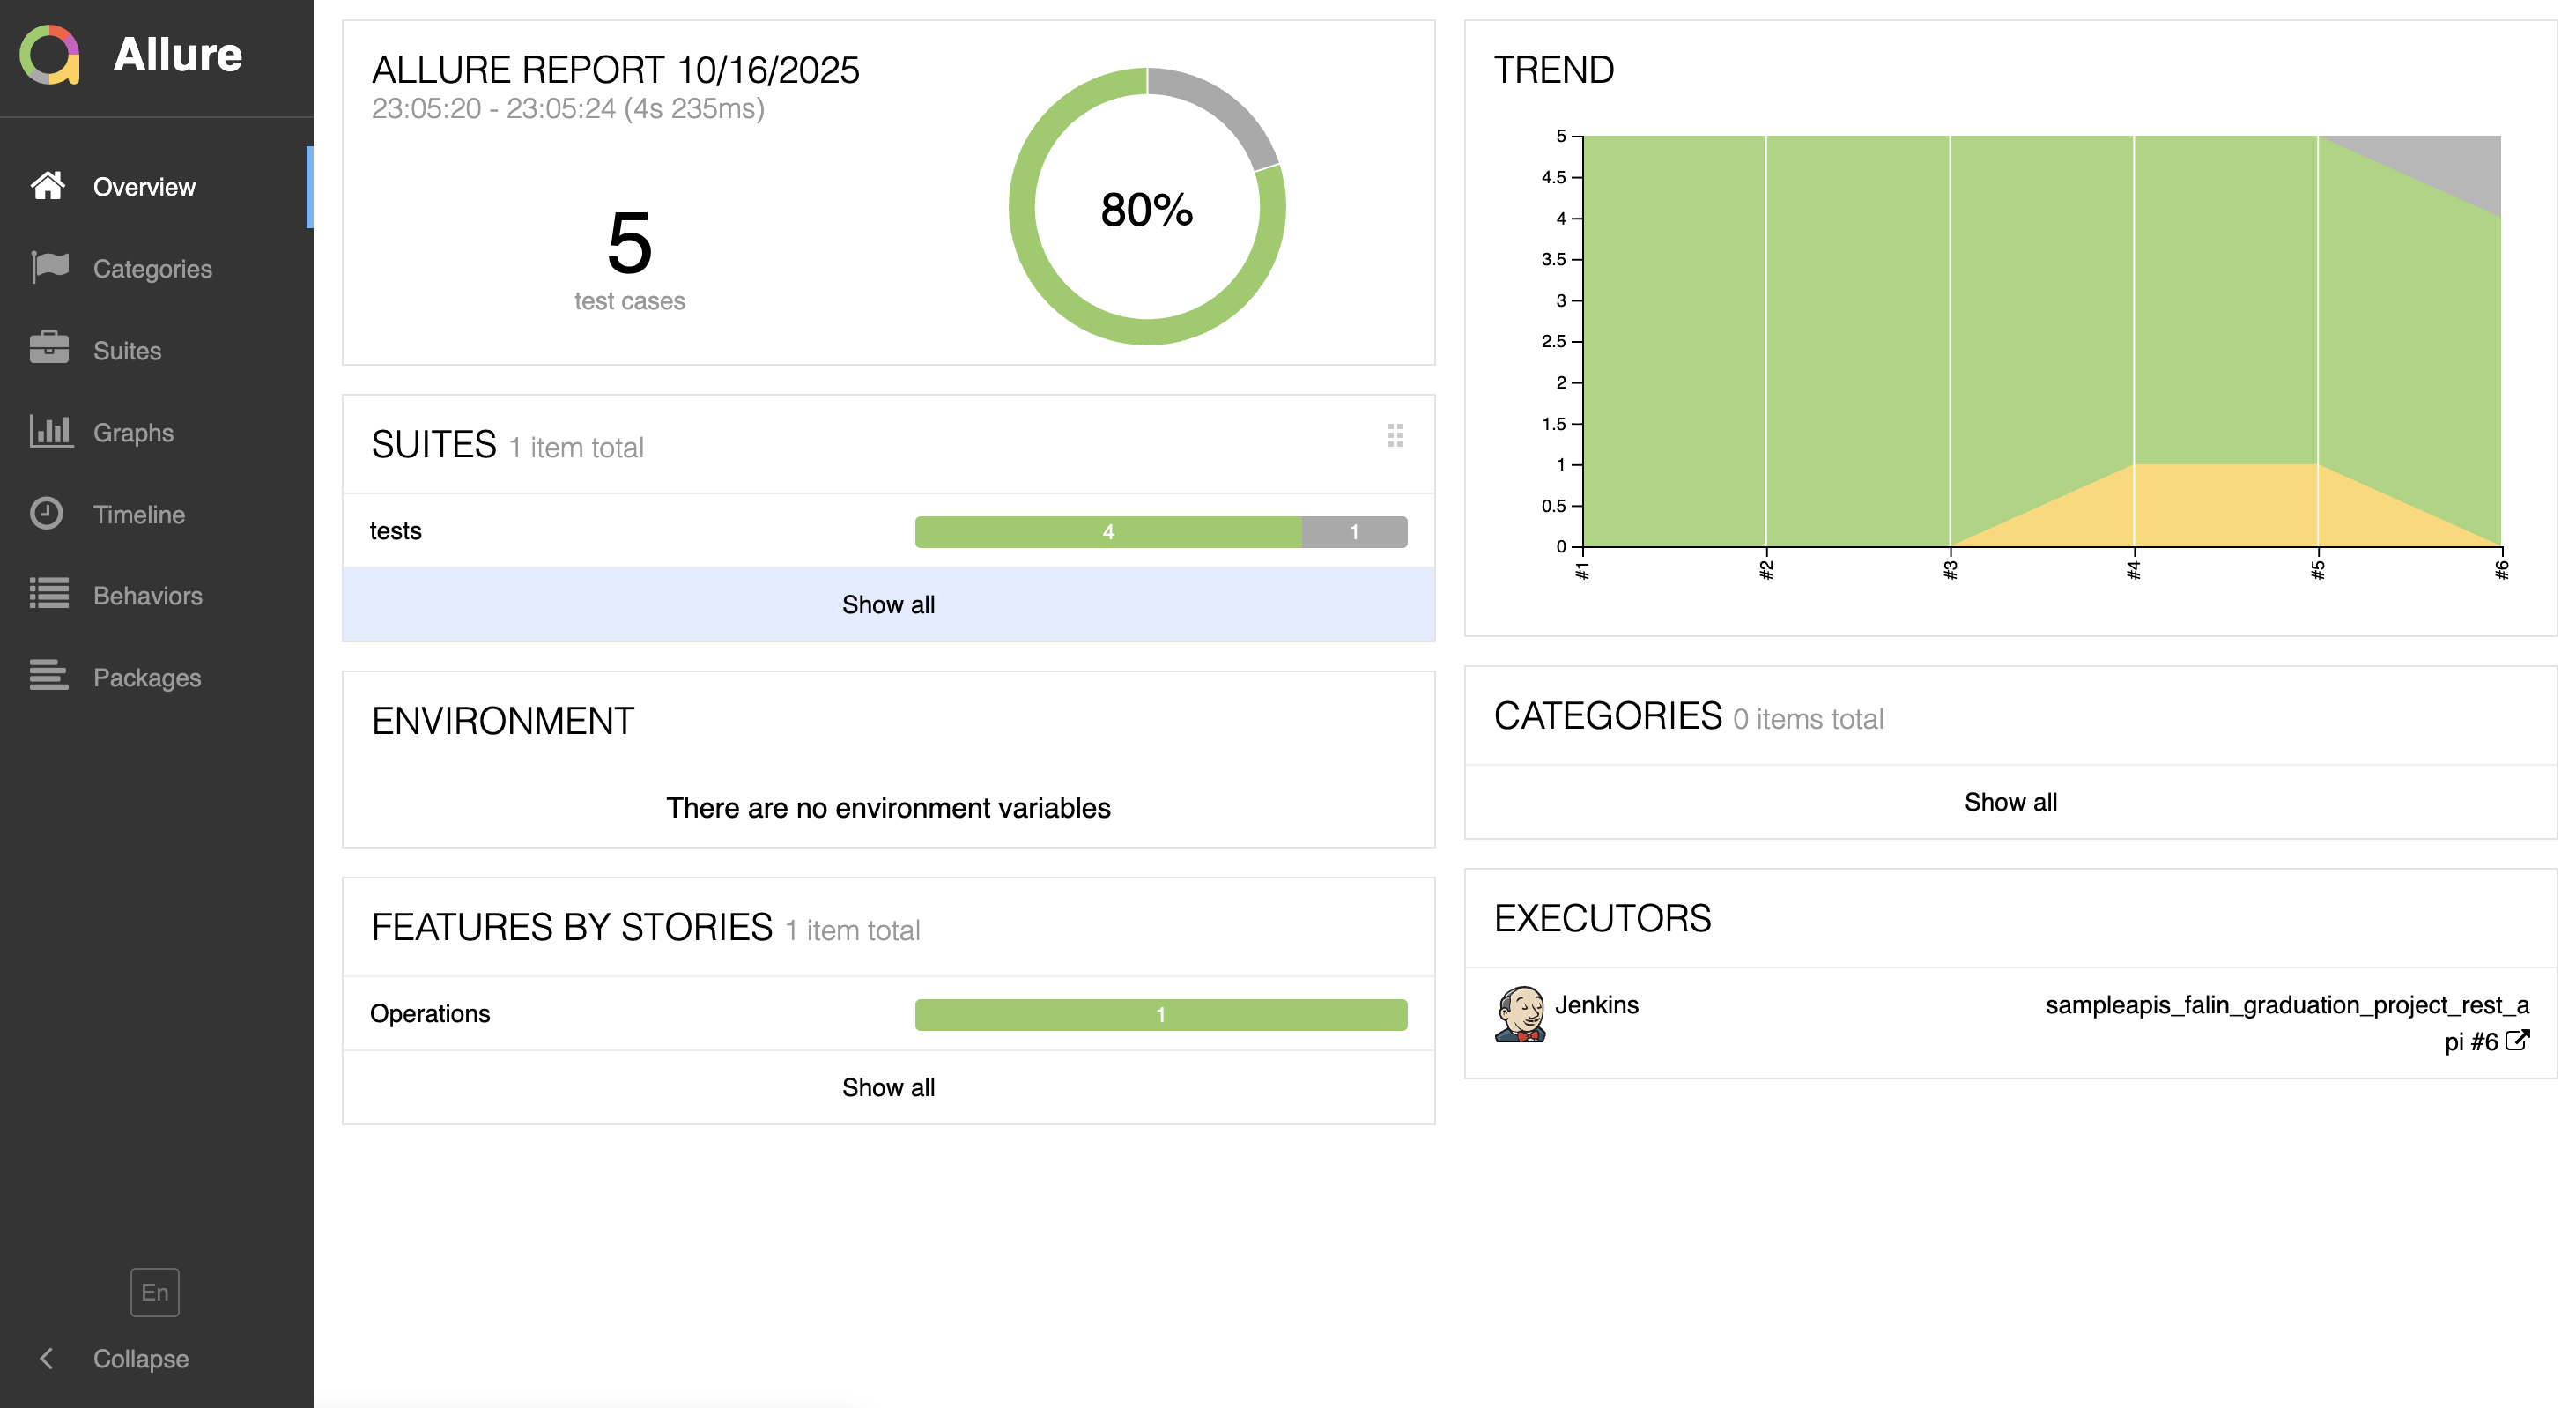 Allure
Overview
Categories
Suites
Graphs
Timeline
Behaviors
Packages
En
Collapse
ALLURE REPORT 10/16/2025
23:05:20 - 23:05:24 (4s 235ms)
5
test cases
80%
SUITES 1 item total
tests 4 1
Show all
ENVIRONMENT
There are no environment variables
FEATURES BY STORIES 1 item total
Operations 1
Show all
TREND
5
4.5
4
3.5
3
2.5
2
1.5
1
0.5
0
#1 #2 #3 #4 #5 #6
CATEGORIES 0 items total
Show all
EXECUTORS
Jenkins sampleapis_falin_graduation_project_rest_a
pi #6